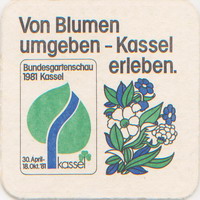 Von Blumen
umgeben – Kassel
erleben.
Bundesgartenschau
1981 Kassel
30. April-
18. Okt. '81
kassel